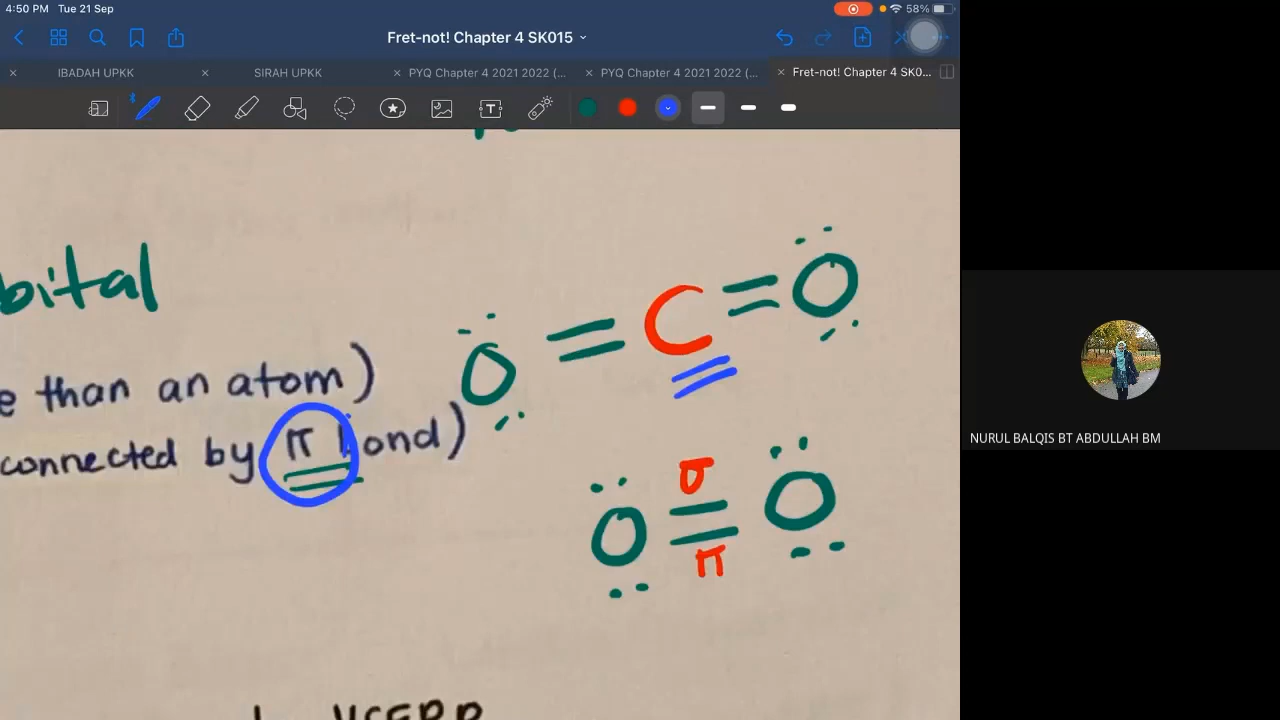 4:50 PM Tue 21 Sep
58%
Fret-not! Chapter 4 SK015
IBADAH UPKK
SIRAH UPKK
PYQ Chapter 4 2021 2022 (...
PYQ Chapter 4 2021 2022 (...
Fret-not! Chapter 4 SK0...
T
bital
O = C = O
e than an atom)
connected by π bond)
σ
O = O
π
VSEPR
NURUL BALQIS BT ABDULLAH BM